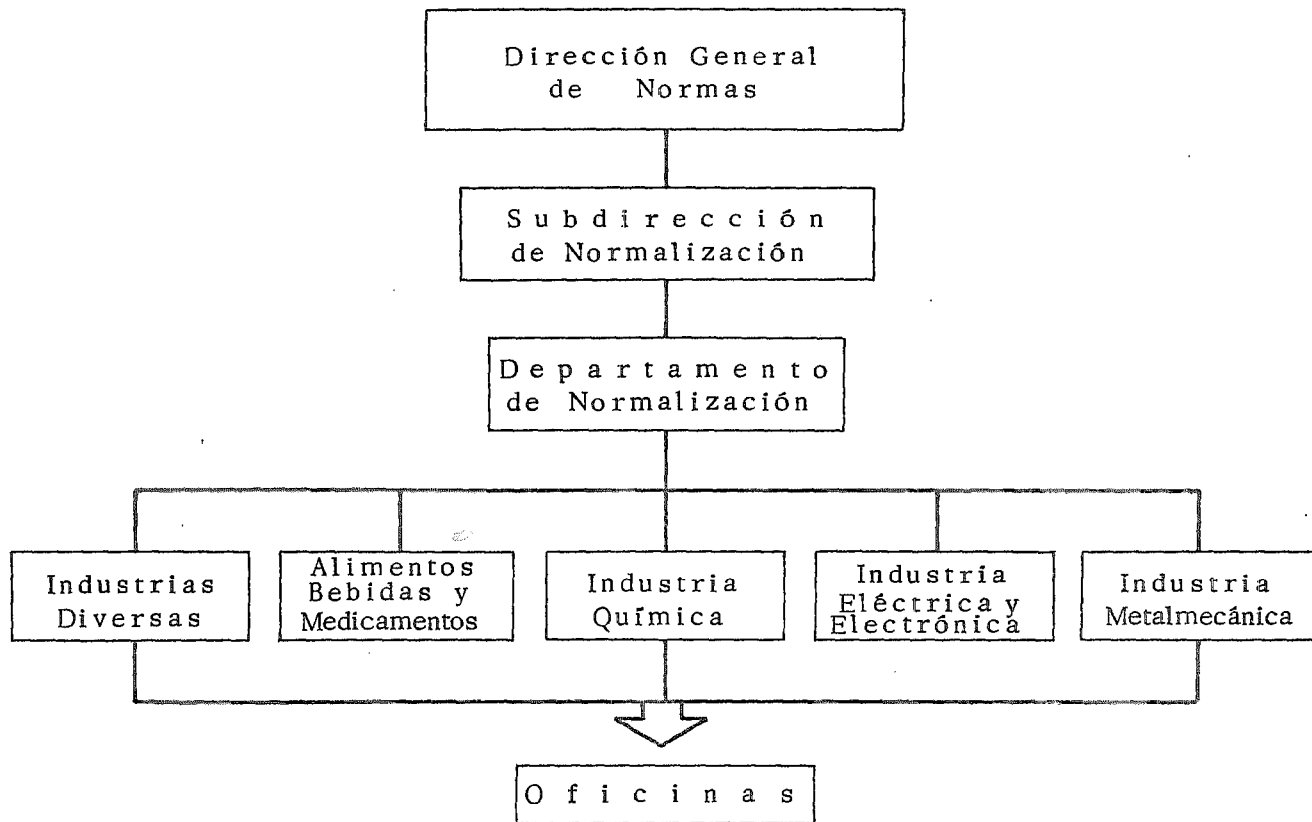 Dirección General
de Normas
Subdirección
de Normalización
Departamento
de Normalización
Industrias
Diversas
Alimentos
Bebidas y
Medicamentos
Industria
Química
Industria
Eléctrica y
Electrónica
Industria
Metalmecánica
Oficinas